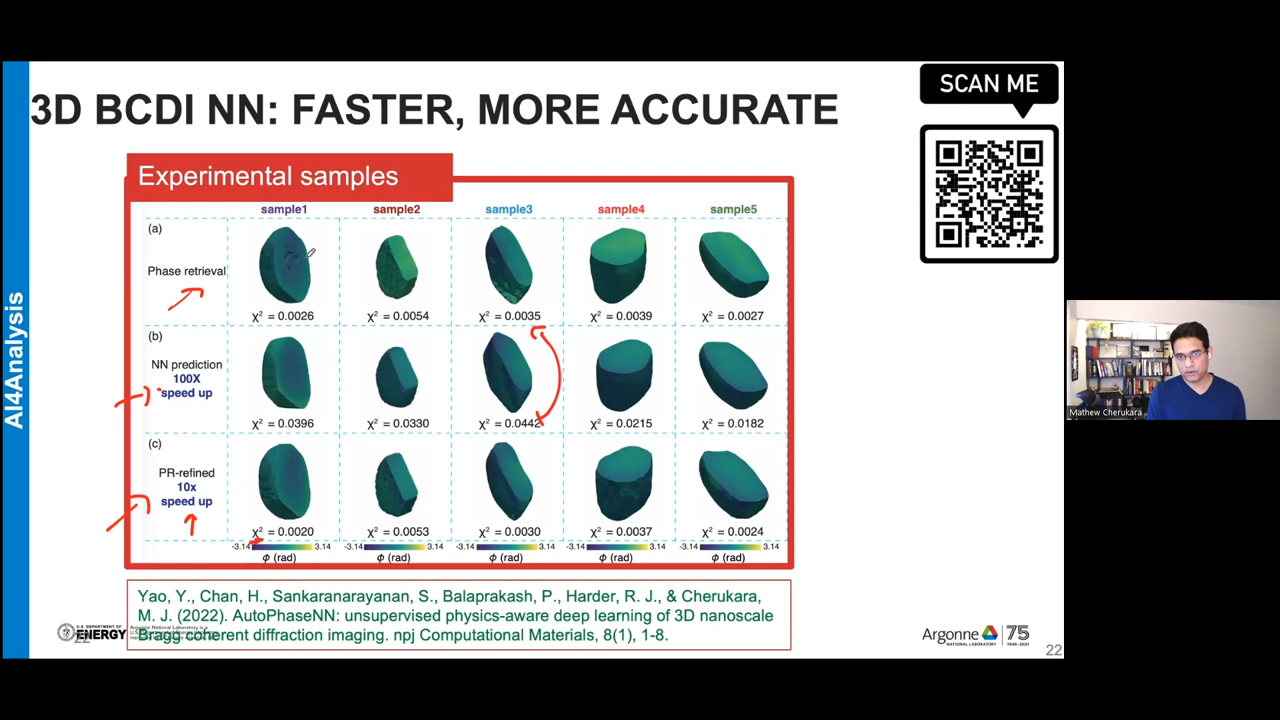 SCAN ME
3D BCDI NN: FASTER, MORE ACCURATE
AI4Analysis
Experimental samples
sample1 sample2 sample3 sample4 sample5
(a)
Phase retrieval
χ² = 0.0026 χ² = 0.0054 χ² = 0.0035 χ² = 0.0039 χ² = 0.0027
(b)
NN prediction
100X
speed up
χ² = 0.0396 χ² = 0.0330 χ² = 0.0442 χ² = 0.0215 χ² = 0.0182
(c)
PR-refined
10x
speed up
χ² = 0.0020 χ² = 0.0053 χ² = 0.0030 χ² = 0.0037 χ² = 0.0024
-3.14 3.14 -3.14 3.14 -3.14 3.14 -3.14 3.14 -3.14 3.14
ϕ (rad) ϕ (rad) ϕ (rad) ϕ (rad) ϕ (rad)
Yao, Y., Chan, H., Sankaranarayanan, S., Balaprakash, P., Harder, R. J., & Cherukara,
M. J. (2022). AutoPhaseNN: unsupervised physics-aware deep learning of 3D nanoscale
Bragg coherent diffraction imaging. npj Computational Materials, 8(1), 1-8.
U.S. DEPARTMENT OF
ENERGY
Argonne
NATIONAL LABORATORY
75
1946-2021
22
Mathew Cherukara